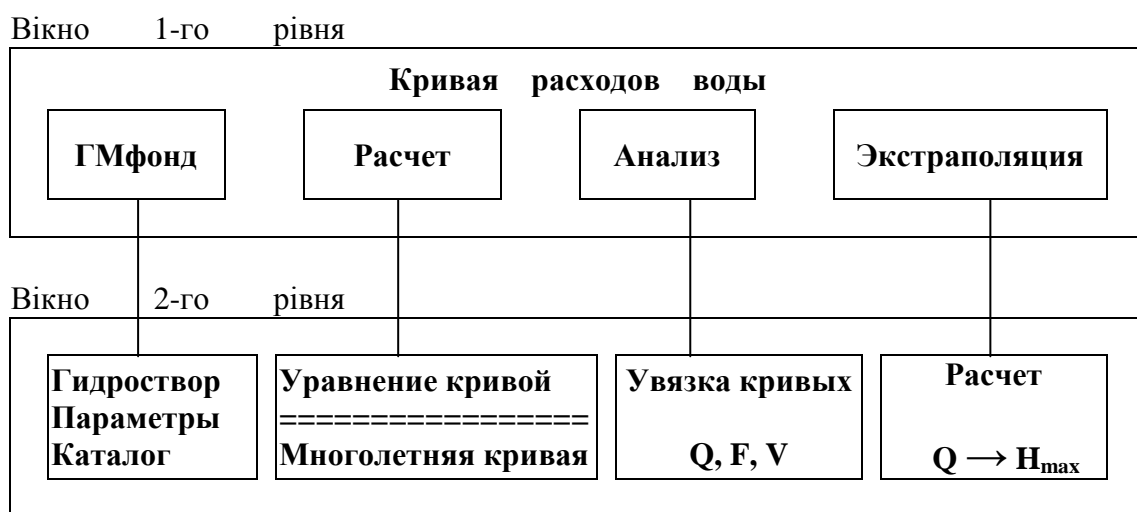 Вікно 1-го рівня
Кривая расходов воды
ГМфонд Расчет Анализ Экстраполяция
Вікно 2-го рівня
Гидроствор Уравнение кривой Увязка кривых Расчет
Параметры =================
Каталог Многолетняя кривая Q, F, V Q → Hmax